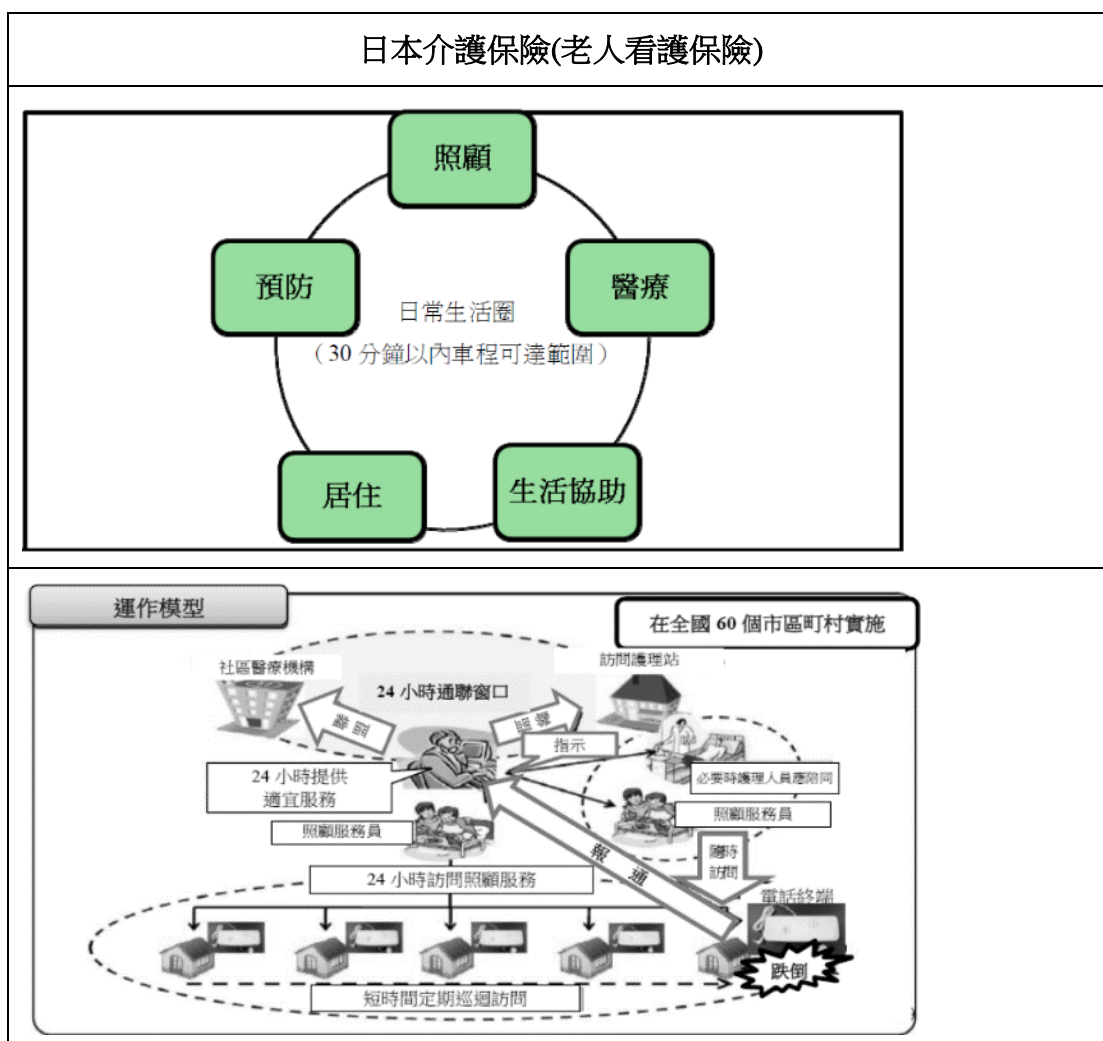 日本介護保險(老人看護保險)
照顧
預防
醫療
日常生活圈
（30 分鐘以內車程可達範圍）
居住
生活協助
運作模型
在全國 60 個市區町村實施
社區醫療機構
訪問護理站
24 小時通聯窗口
聯盟
聯盟
指示
24 小時提供
適宜服務
必要時護理人員應陪同
照顧服務員
照顧服務員
隨時
訪問
通報
24 小時訪問照顧服務
電話終端
跌倒
短時間定期巡迴訪問